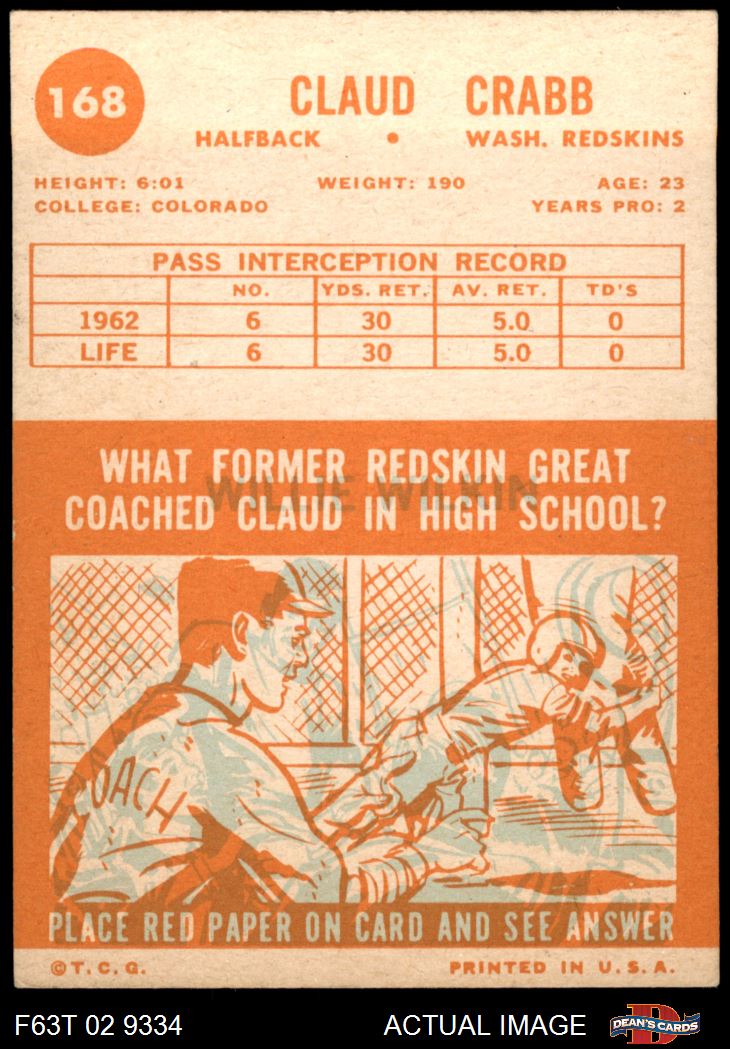 168
CLAUD CRABB
HALFBACK • WASH. REDSKINS
HEIGHT: 6:01 WEIGHT: 190 AGE: 23
COLLEGE: COLORADO YEARS PRO: 2
PASS INTERCEPTION RECORD
NO. YDS. RET. AV. RET. TD'S
1962 6 30 5.0 0
LIFE 6 30 5.0 0
WHAT FORMER REDSKIN GREAT
WILLIE WILKIN
COACHED CLAUD IN HIGH SCHOOL?
OACH
PLACE RED PAPER ON CARD AND SEE ANSWER
©T.C.G. PRINTED IN U.S.A.
F63T 02 9334 ACTUAL IMAGE DEAN'S CARDS